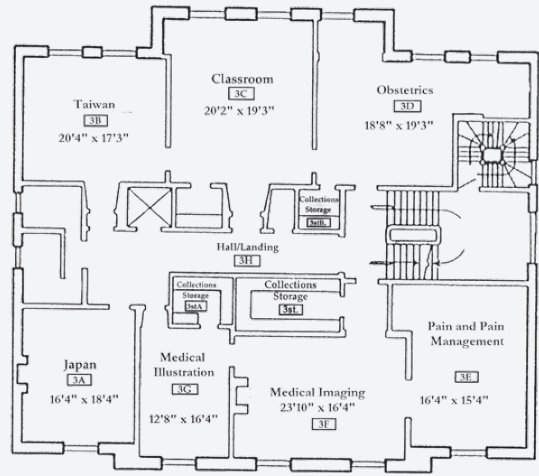 Classroom
3C
20'2" x 19'3"
Taiwan
3B
20'4" x 17'3"
Obstetrics
3D
18'8" x 19'3"
Collections
Storage
3stB.
Hall/Landing
3H
Collections
Storage
3stA
Collections
Storage
3st.
Japan
3A
16'4" x 18'4"
Medical
Illustration
3G
12'8" x 16'4"
Medical Imaging
23'10" x 16'4"
3F
Pain and Pain
Management
3E
16'4" x 15'4"